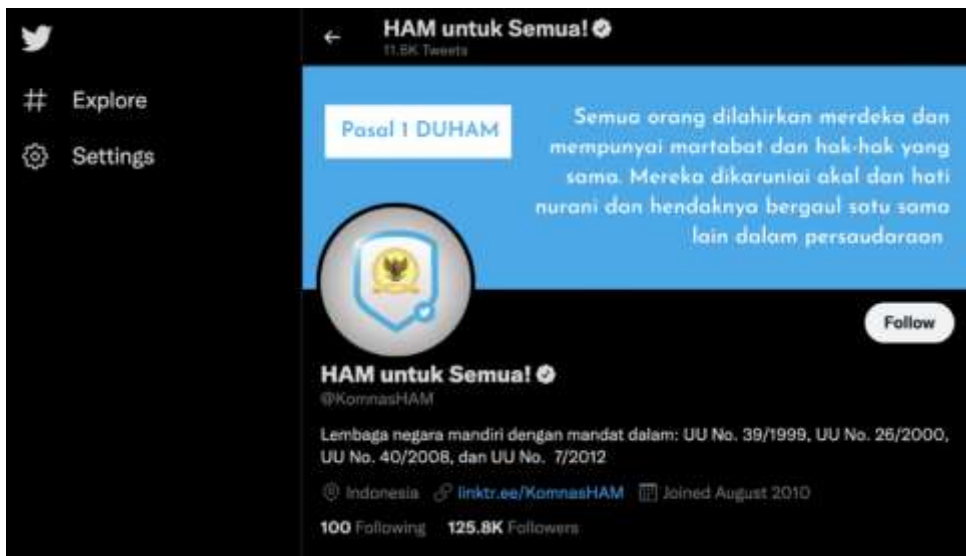 HAM untuk Semua!
11.6K Tweets
Explore
Settings
Pasal 1 DUHAM
Semua orang dilahirkan merdeka dan
mempunyai martabat dan hak-hak yang
sama. Mereka dikaruniai akal dan hati
nurani dan hendaknya bergaul satu sama
lain dalam persaudaraan
Follow
HAM untuk Semua!
@KomnasHAM
Lembaga negara mandiri dengan mandat dalam: UU No. 39/1999, UU No. 26/2000,
UU No. 40/2008, dan UU No. 7/2012
Indonesia linktr.ee/KomnasHAM Joined August 2010
100 Following 125.8K Followers